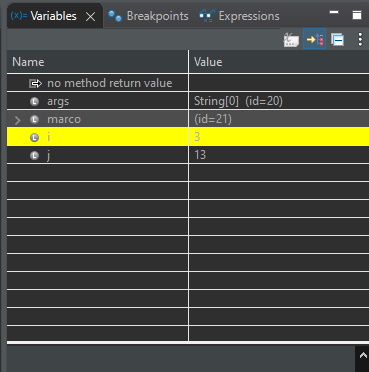 (x)= Variables Breakpoints Expressions
Name Value
no method return value
args String[0] (id=20)
marco (id=21)
i 3
j 13